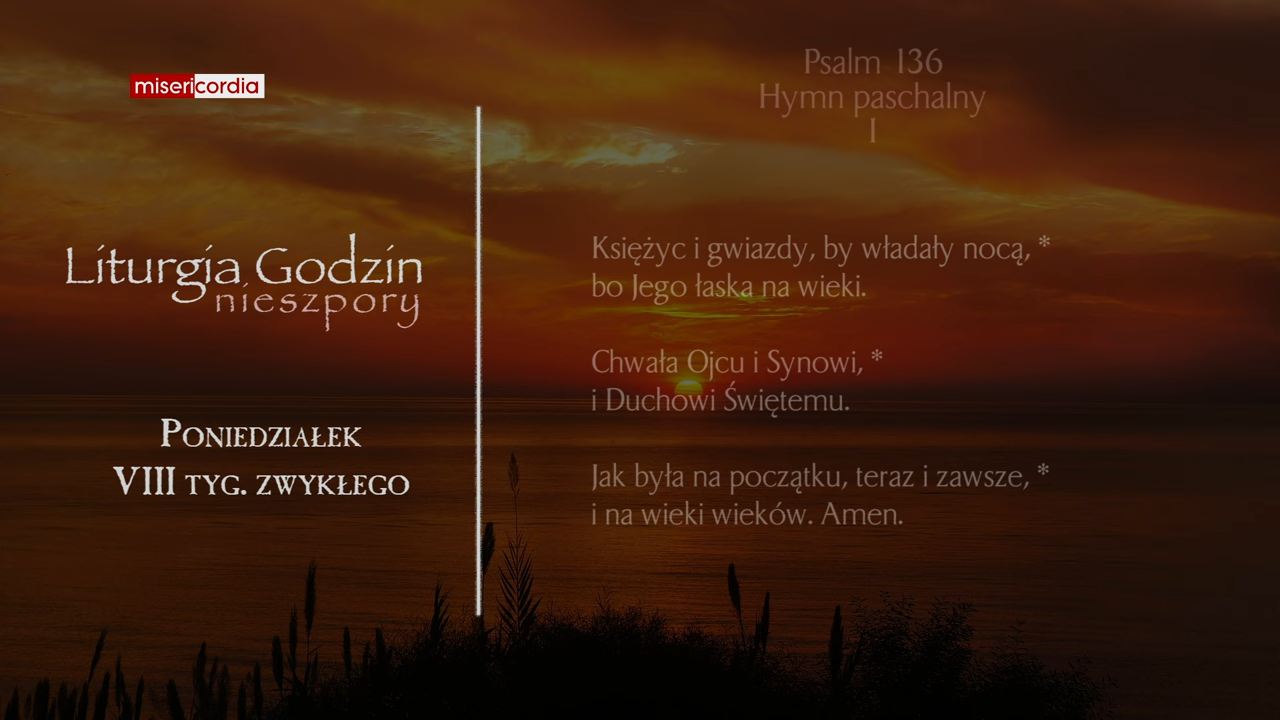 misericordia
Liturgia Godzin
nieszpory
Poniedziałek
VIII tyg. zwykłego
Psalm 136
Hymn paschalny
I
Księżyc i gwiazdy, by władały nocą, *
bo Jego łaska na wieki.
Chwała Ojcu i Synowi, *
i Duchowi Świętemu.
Jak była na początku, teraz i zawsze, *
i na wieki wieków. Amen.